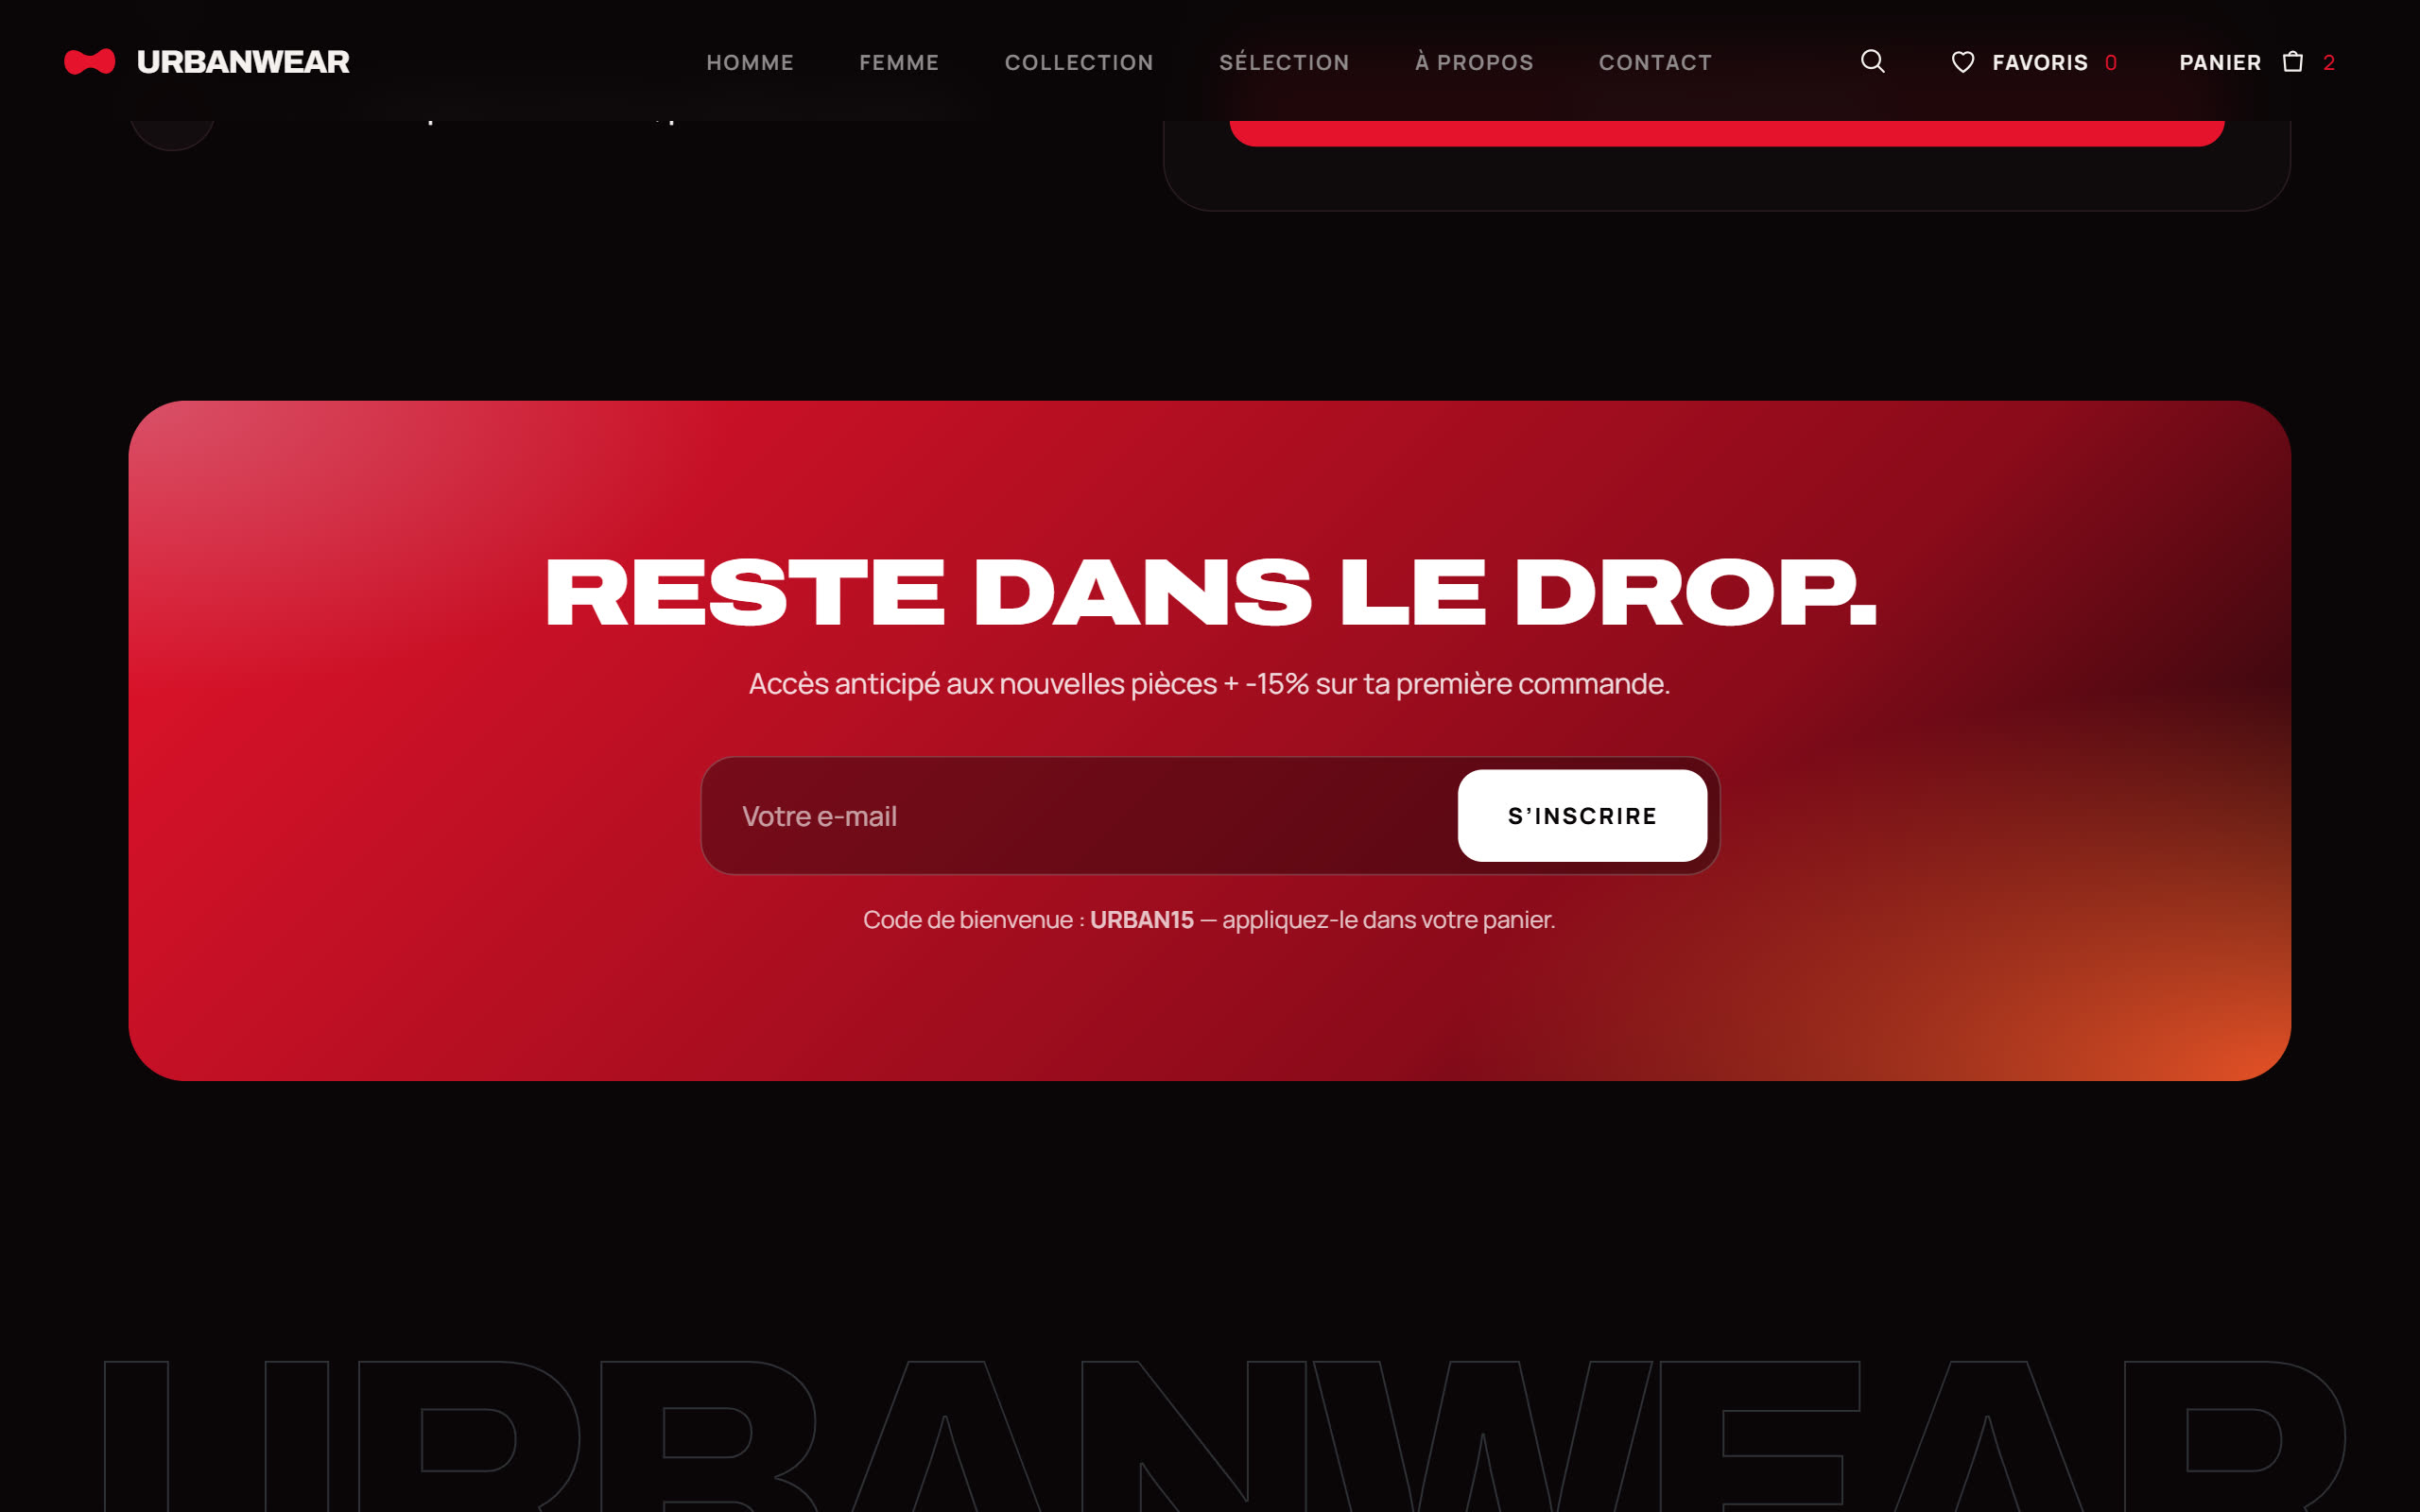 URBANWEAR
HOMME FEMME COLLECTION SÉLECTION À PROPOS CONTACT
FAVORIS 0 PANIER 2
RESTE DANS LE DROP.
Accès anticipé aux nouvelles pièces + -15% sur ta première commande.
Votre e-mail
S’INSCRIRE
Code de bienvenue : URBAN15 — appliquez-le dans votre panier.
URBANWEAR